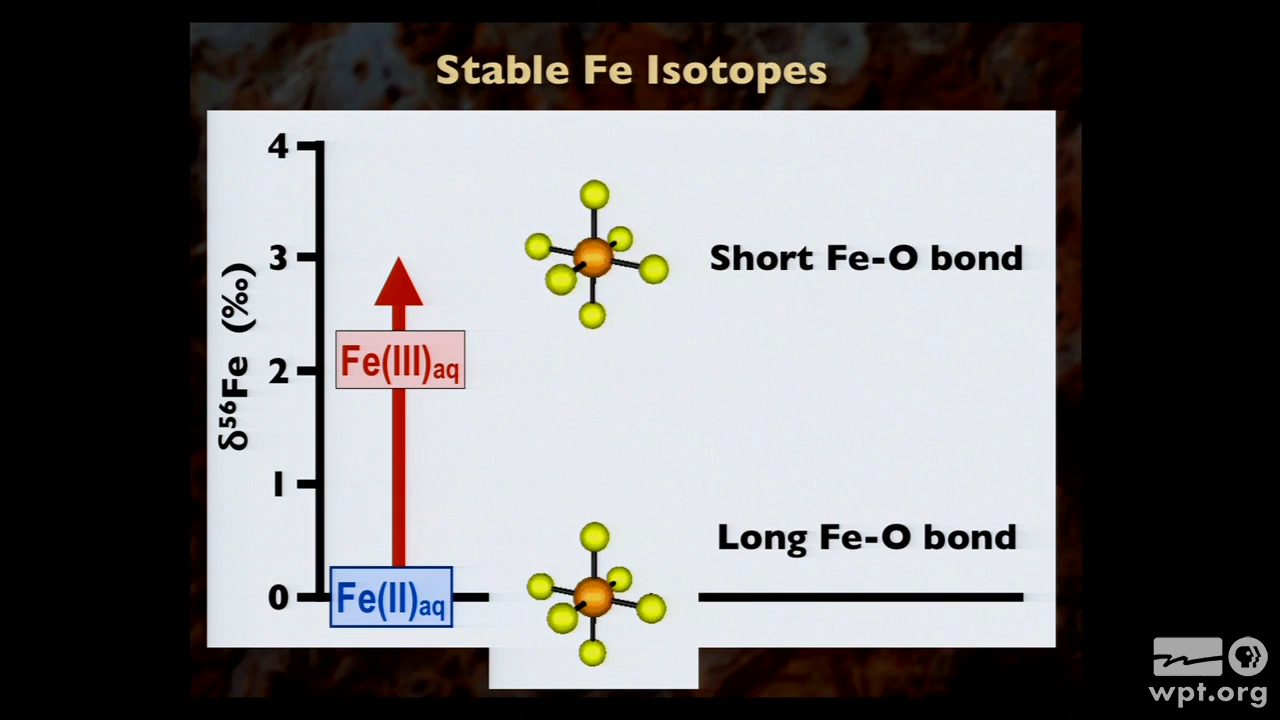 Stable Fe Isotopes
4
3
2
1
0
δ⁵⁶Fe (‰)
Short Fe-O bond
Fe(III)aq
Long Fe-O bond
Fe(II)aq
wpt.org